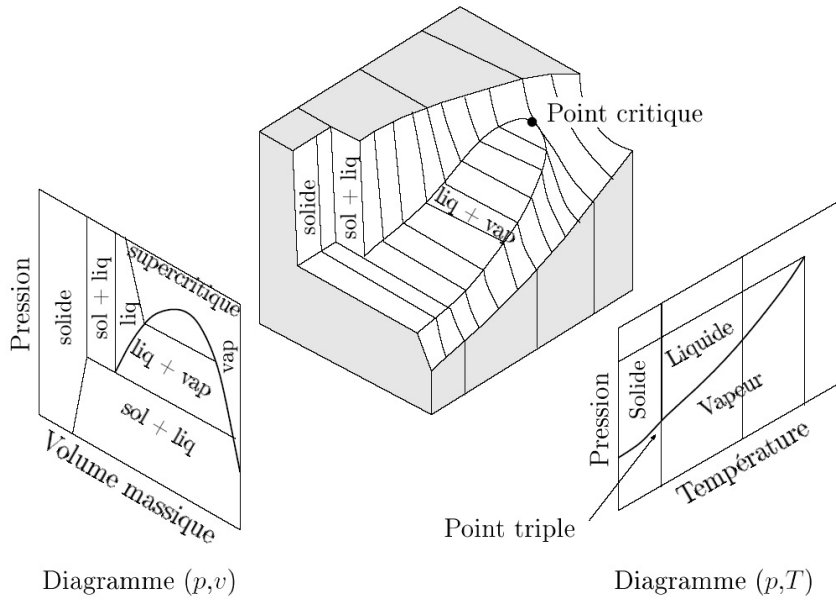 Point critique
solide
sol + liq
liq + vap
Pression
solide
sol + liq
liq
supercritique
vap
liq + vap
sol + liq
Volume massique
Diagramme (p,v)
Pression
Solide
Liquide
Vapeur
Température
Point triple
Diagramme (p,T)